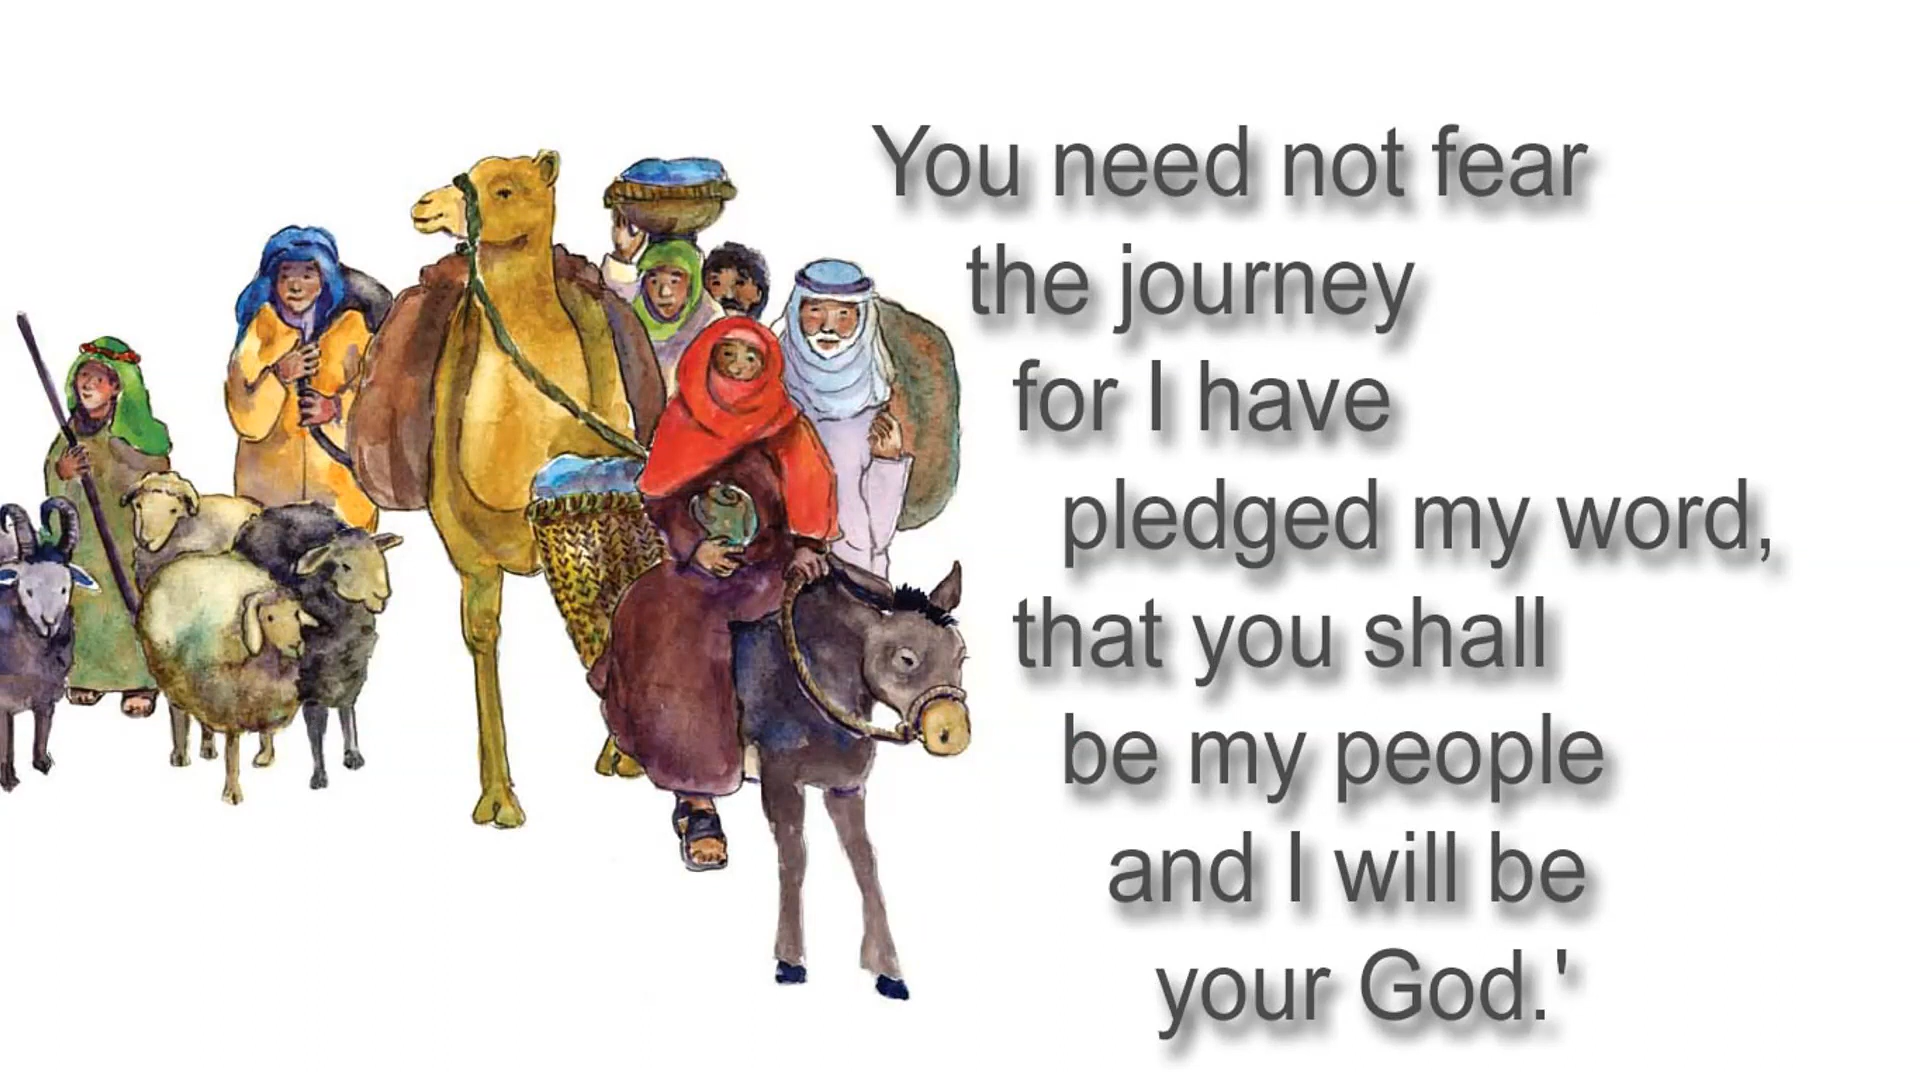 You need not fear
the journey
for I have
pledged my word,
that you shall
be my people
and I will be
your God.'